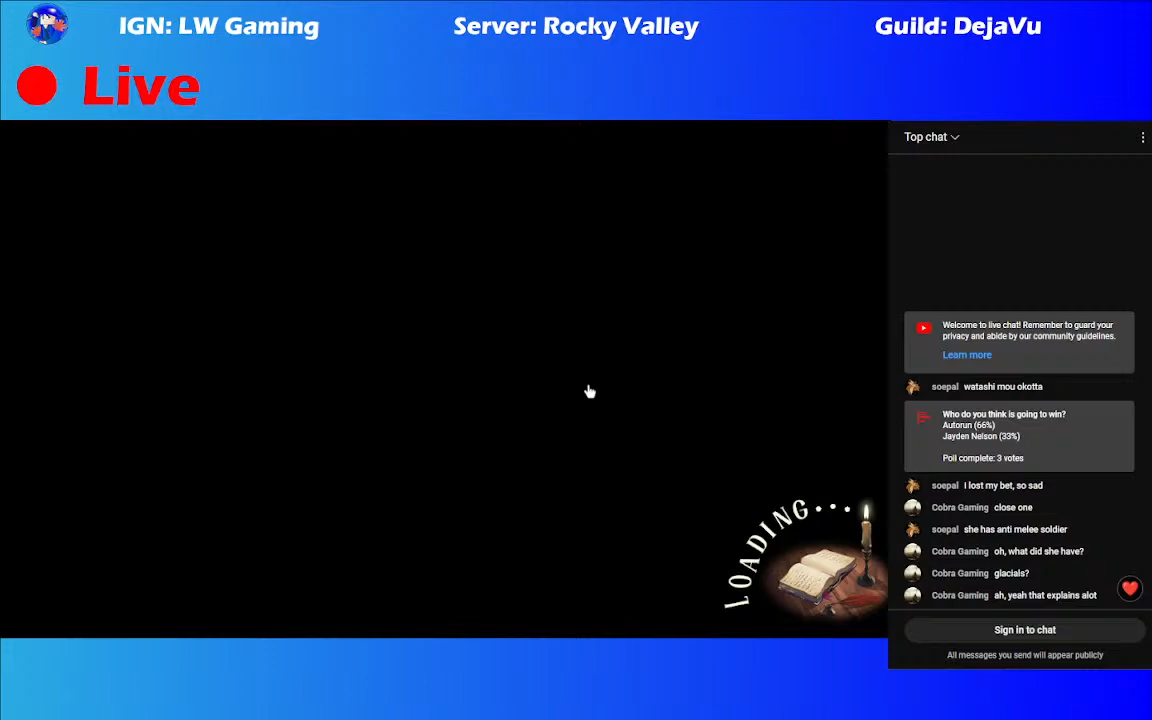 IGN: LW Gaming
Server: Rocky Valley
Guild: DejaVu
Live
Top chat
Welcome to live chat! Remember to guard your
privacy and abide by our community guidelines.
Learn more
soepal watashi mou okotta
Who do you think is going to win?
Autorun (66%)
Jayden Nelson (33%)
Poll complete: 3 votes
soepal I lost my bet, so sad
Cobra Gaming close one
soepal she has anti melee soldier
Cobra Gaming oh, what did she have?
Cobra Gaming glacials?
Cobra Gaming ah, yeah that explains alot
LOADING...
Sign in to chat
All messages you send will appear publicly